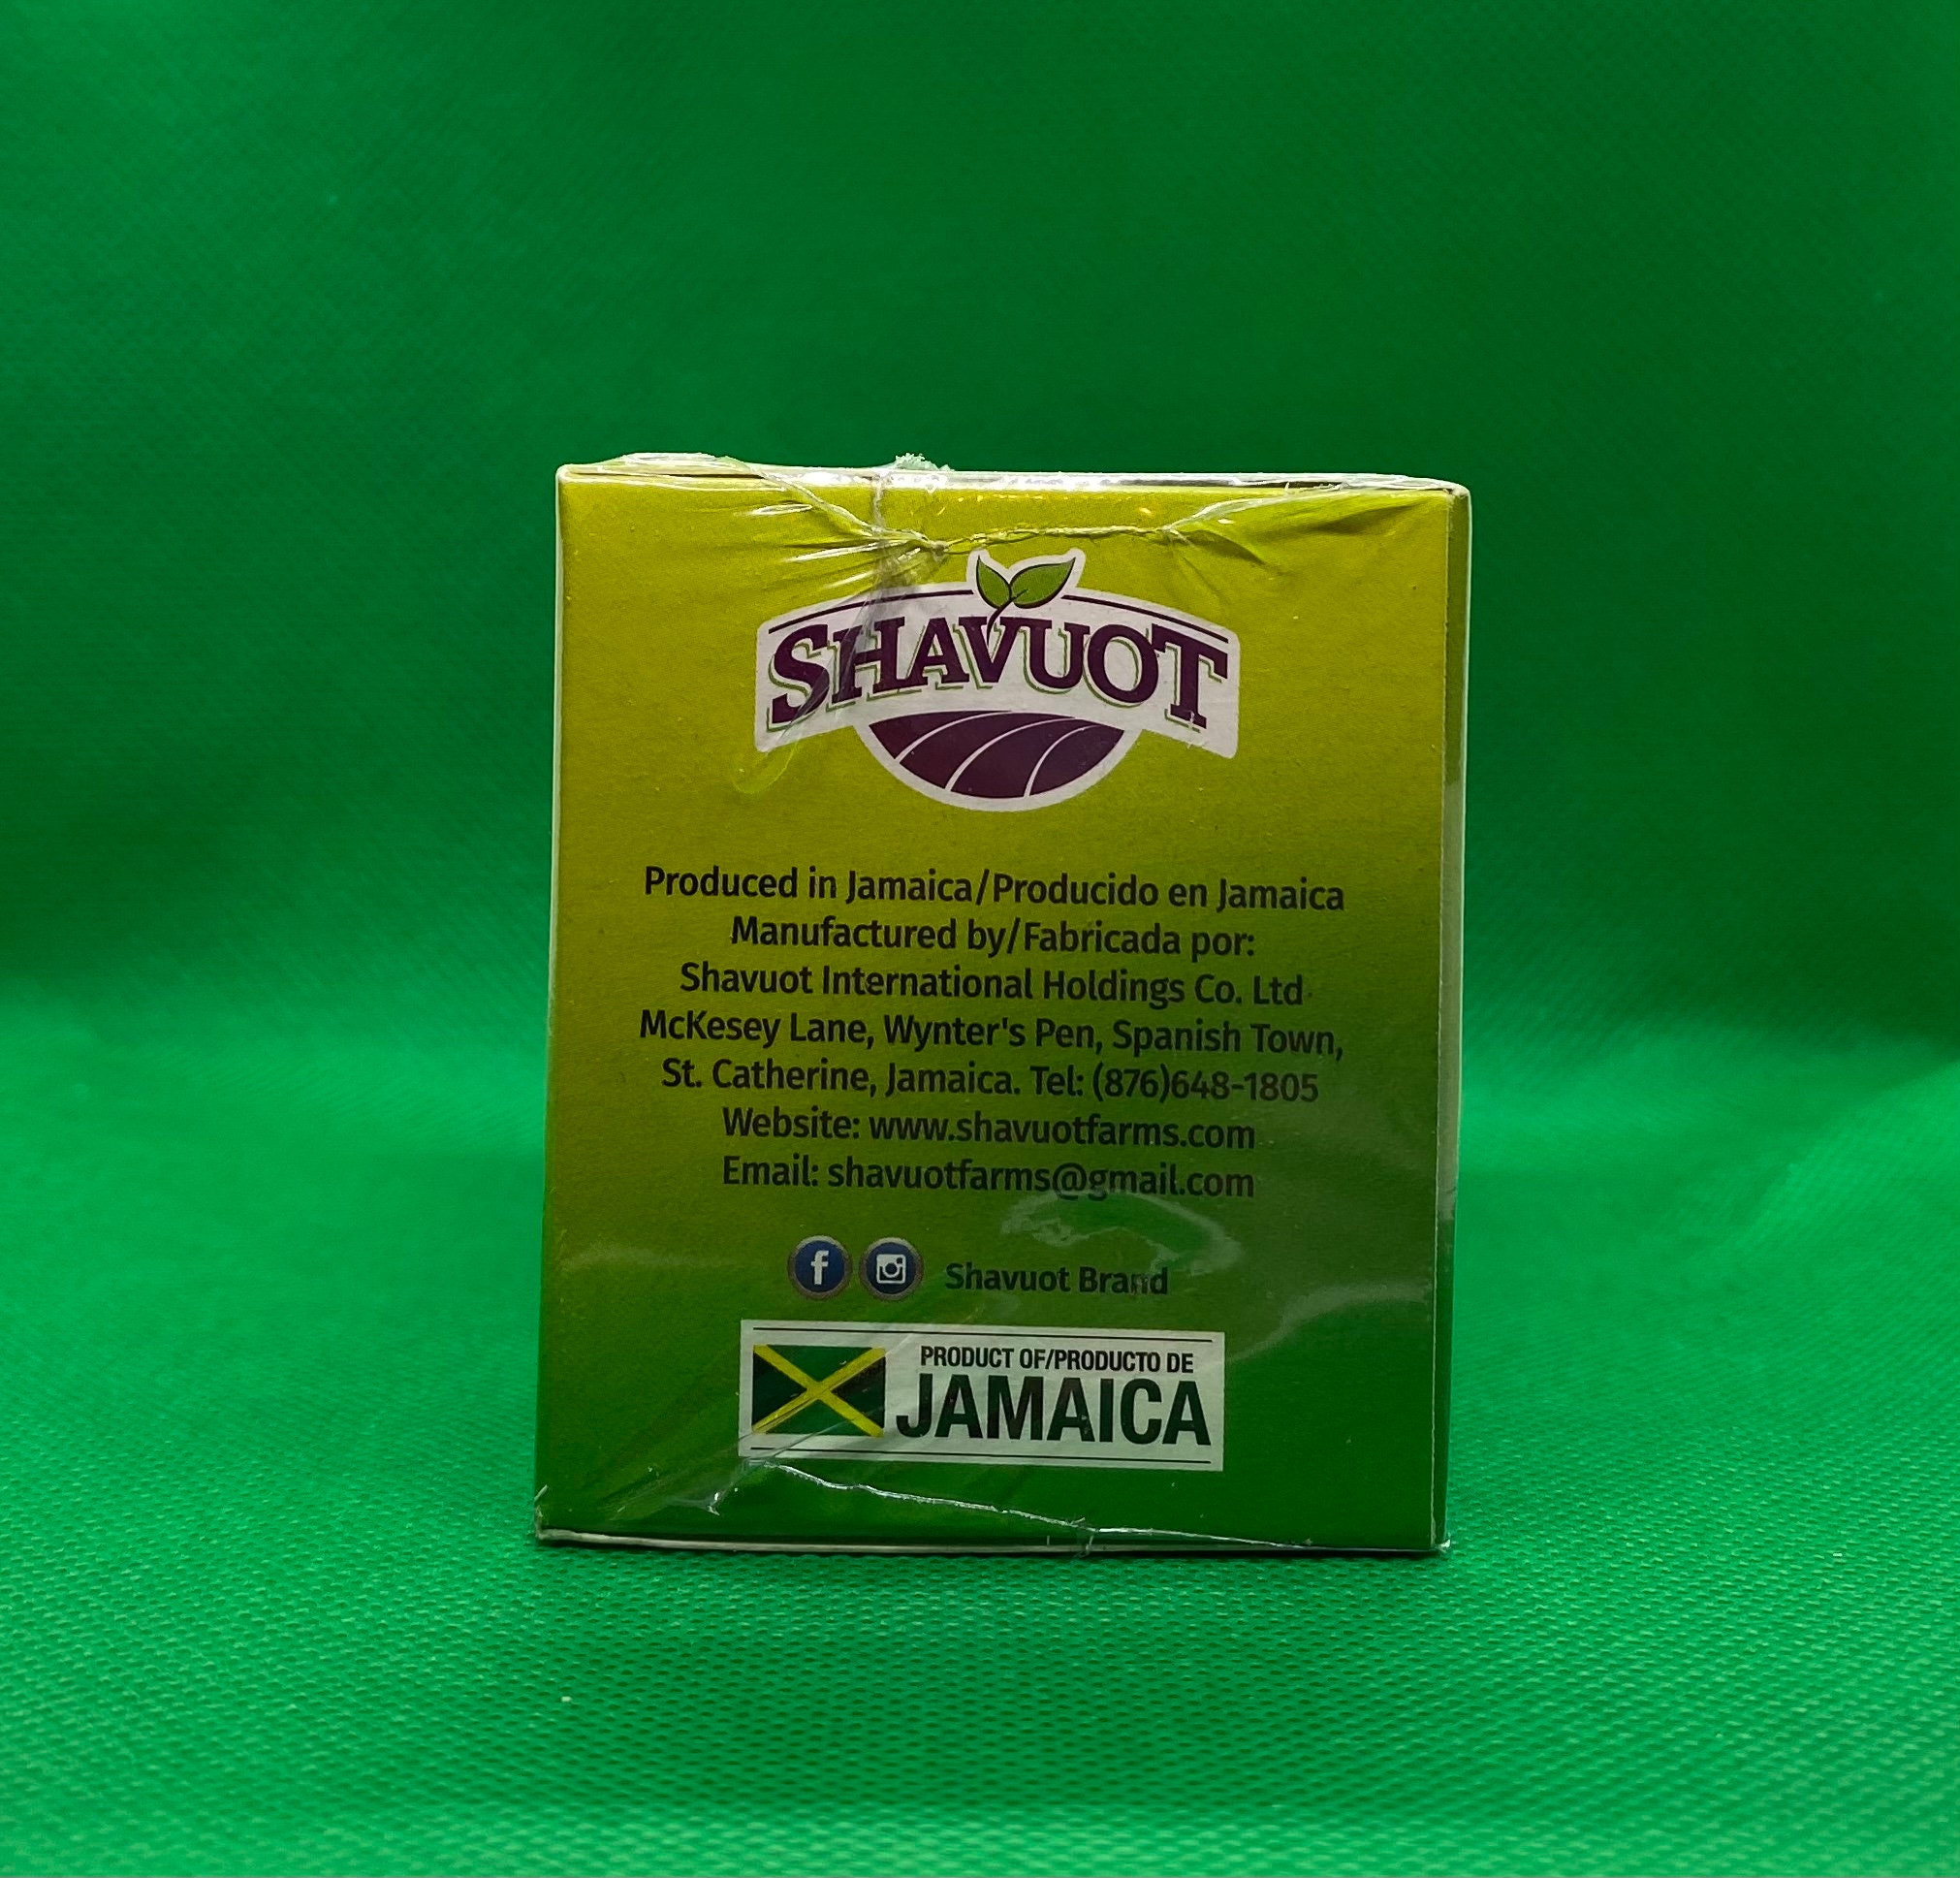 SHAVUOT
Produced in Jamaica/Producido en Jamaica
Manufactured by/Fabricada por:
Shavuot International Holdings Co. Ltd
McKesey Lane, Wynter's Pen, Spanish Town,
St. Catherine, Jamaica. Tel: (876)648-1805
Website: www.shavuotfarms.com
Email: shavuotfarms@gmail.com
Shavuot Brand
PRODUCT OF/PRODUCTO DE
JAMAICA